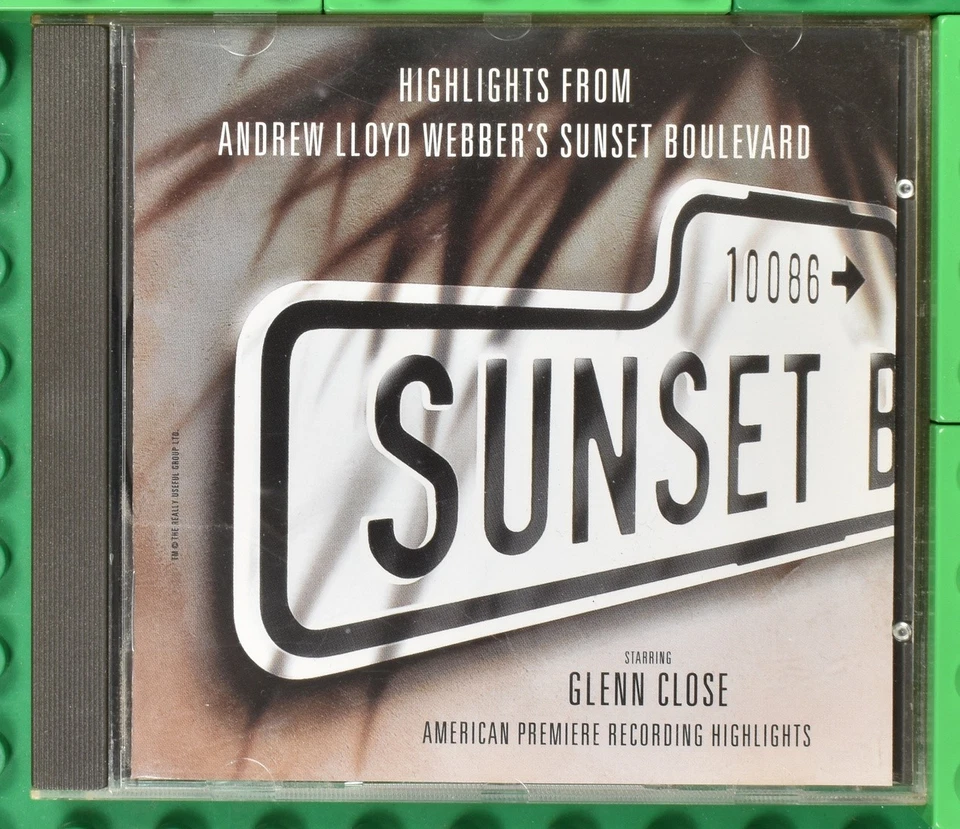 HIGHLIGHTS FROM
ANDREW LLOYD WEBBER'S SUNSET BOULEVARD
10086
SUNSET B
TM © THE REALLY USEFUL GROUP LTD.
STARRING
GLENN CLOSE
AMERICAN PREMIERE RECORDING HIGHLIGHTS